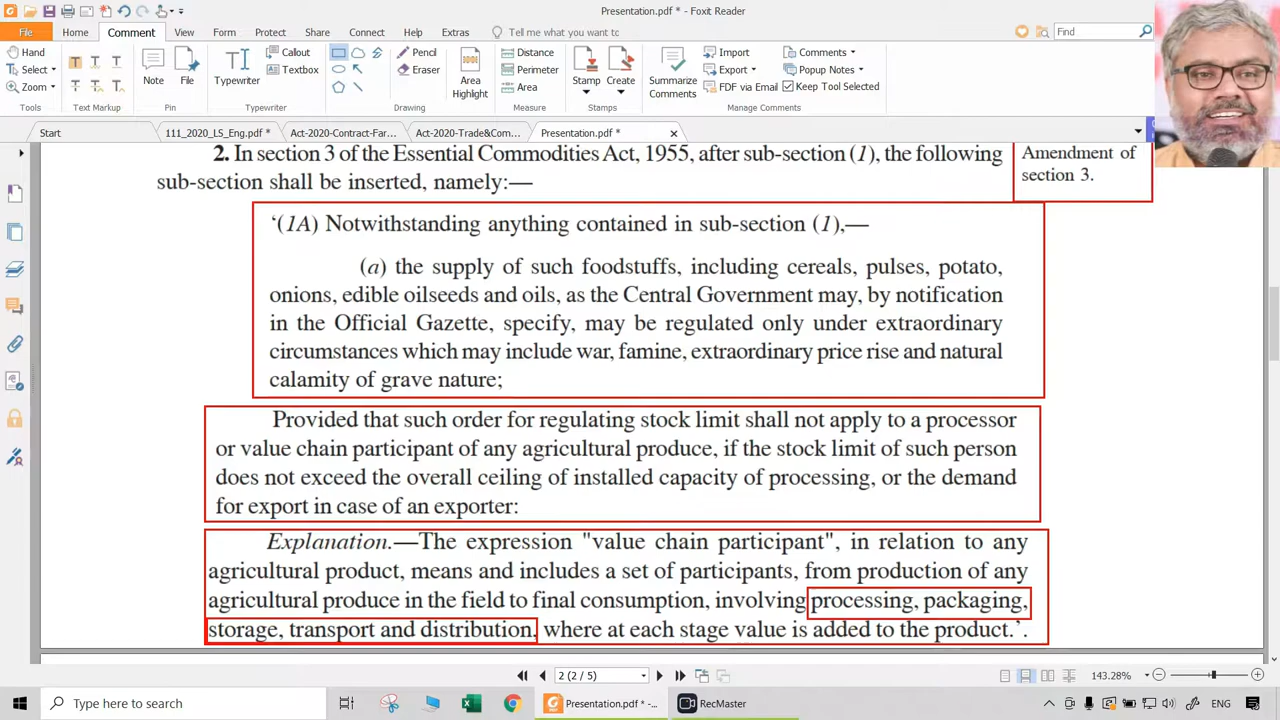 Presentation.pdf * - Foxit Reader
File Home Comment View Form Protect Share Connect Help Extras Tell me what you want tc Find
Hand
Select
Zoom
Tools
T T T
T T T
Text Markup
Note
File
Pin
Typewriter
Callout
Textbox
Typewriter
Pencil
Eraser
Drawing
Area Highlight
Distance
Perimeter
Area
Measure
Stamp
Create
Stamps
Summarize Comments
Import
Export
FDF via Email
Comments
Popup Notes
Keep Tool Selected
Manage Comments
Start 111_2020_LS_Eng.pdf * Act-2020-Contract-Far... Act-2020-Trade&Com... Presentation.pdf *
2. In section 3 of the Essential Commodities Act, 1955, after sub-section (1), the following
sub-section shall be inserted, namely:—
Amendment of
section 3.
‘(1A) Notwithstanding anything contained in sub-section (1),—
(a) the supply of such foodstuffs, including cereals, pulses, potato,
onions, edible oilseeds and oils, as the Central Government may, by notification
in the Official Gazette, specify, may be regulated only under extraordinary
circumstances which may include war, famine, extraordinary price rise and natural
calamity of grave nature;
Provided that such order for regulating stock limit shall not apply to a processor
or value chain participant of any agricultural produce, if the stock limit of such person
does not exceed the overall ceiling of installed capacity of processing, or the demand
for export in case of an exporter:
Explanation.—The expression "value chain participant", in relation to any
agricultural product, means and includes a set of participants, from production of any
agricultural produce in the field to final consumption, involving processing, packaging,
storage, transport and distribution, where at each stage value is added to the product.’.
2 (2 / 5) 143.28%
Type here to search Presentation.pdf * -... RecMaster ENG